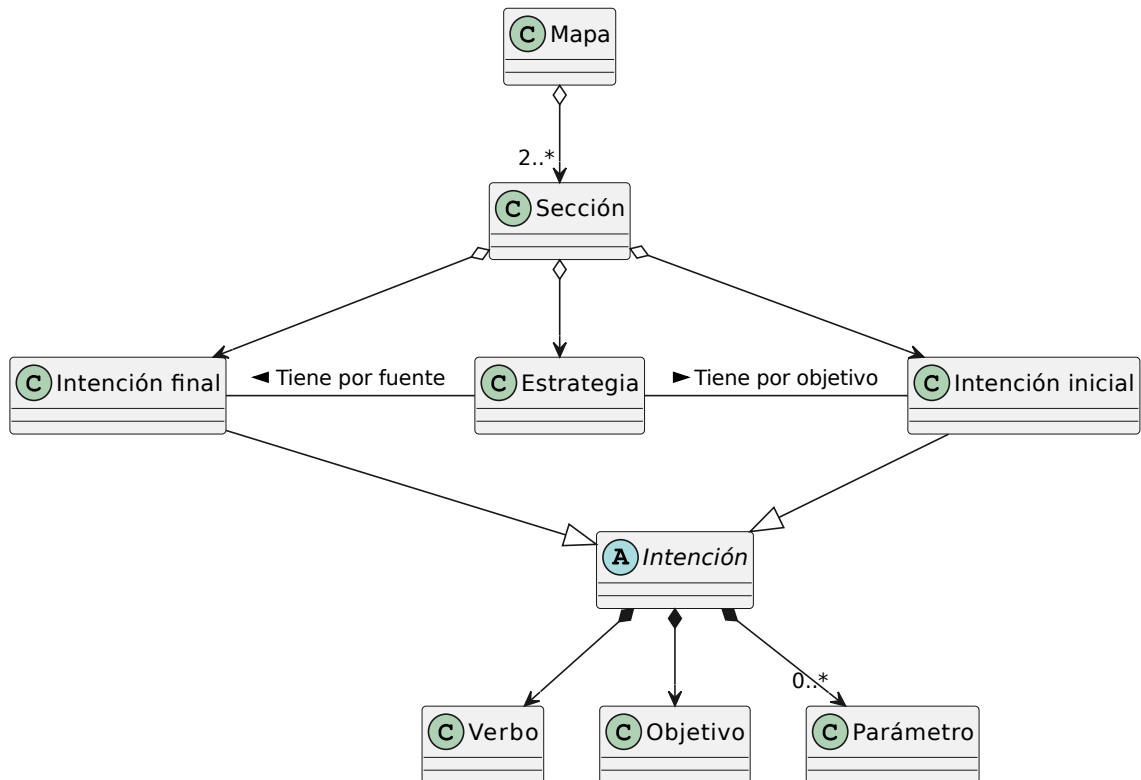 C Mapa
2..*
C Sección
C Intención final
◄ Tiene por fuente
C Estrategia
► Tiene por objetivo
C Intención inicial
A Intención
0..*
C Verbo
C Objetivo
C Parámetro